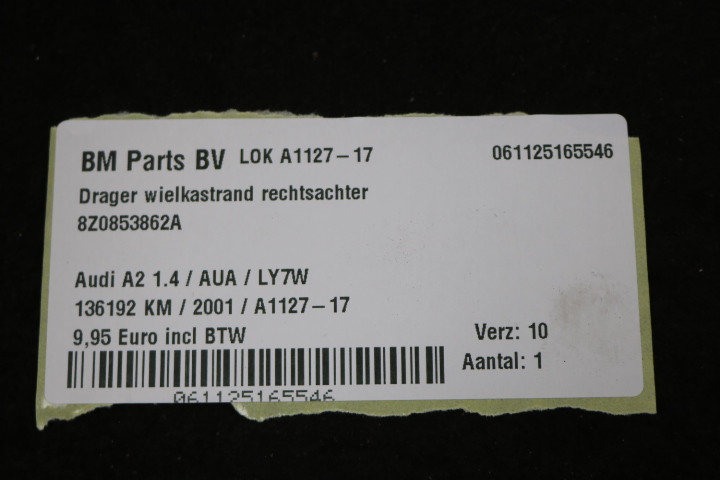 BM Parts BV LOK A1127-17 061125165546
Drager wielkastrand rechtsachter
8Z0853862A
Audi A2 1.4 / AUA / LY7W
136192 KM / 2001 / A1127-17
9,95 Euro incl BTW Verz: 10
Aantal: 1
061125165546